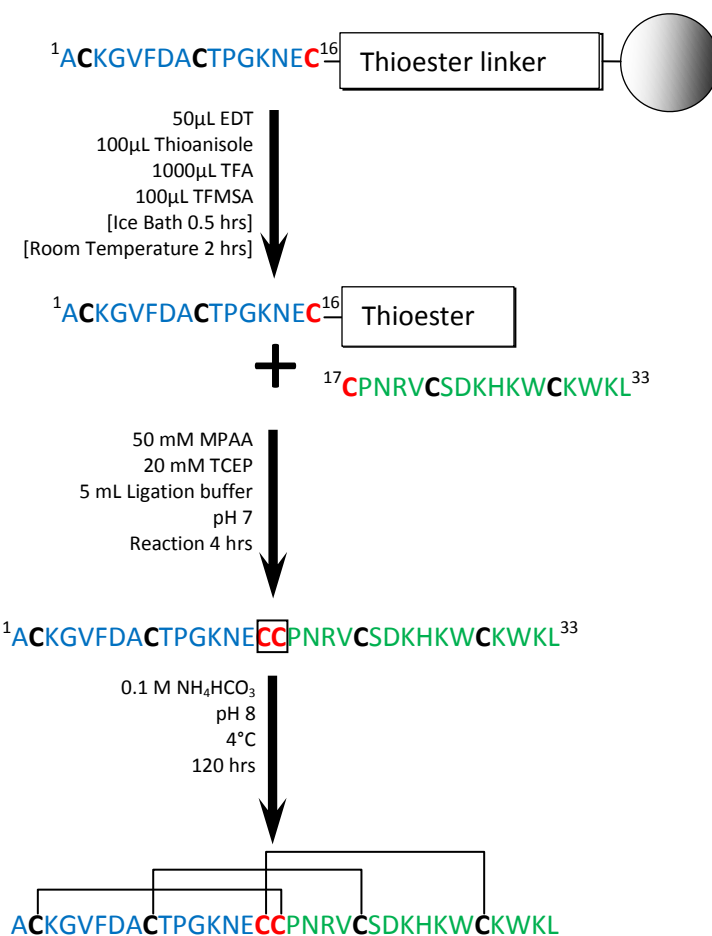 ¹ACKGVFDACTPGKNEC¹⁶ Thioester linker
50µL EDT
100µL Thioanisole
1000µL TFA
100µL TFMSA
[Ice Bath 0.5 hrs]
[Room Temperature 2 hrs]
¹ACKGVFDACTPGKNEC¹⁶ Thioester
+
¹⁷CPNRVCSDKHKWCKWKL³³
50 mM MPAA
20 mM TCEP
5 mL Ligation buffer
pH 7
Reaction 4 hrs
¹ACKGVFDACTPGKNECCPNRVCSDKHKWCKWKL³³
0.1 M NH₄HCO₃
pH 8
4°C
120 hrs
ACKGVFDACTPGKNECCPNRVCSDKHKWCKWKL